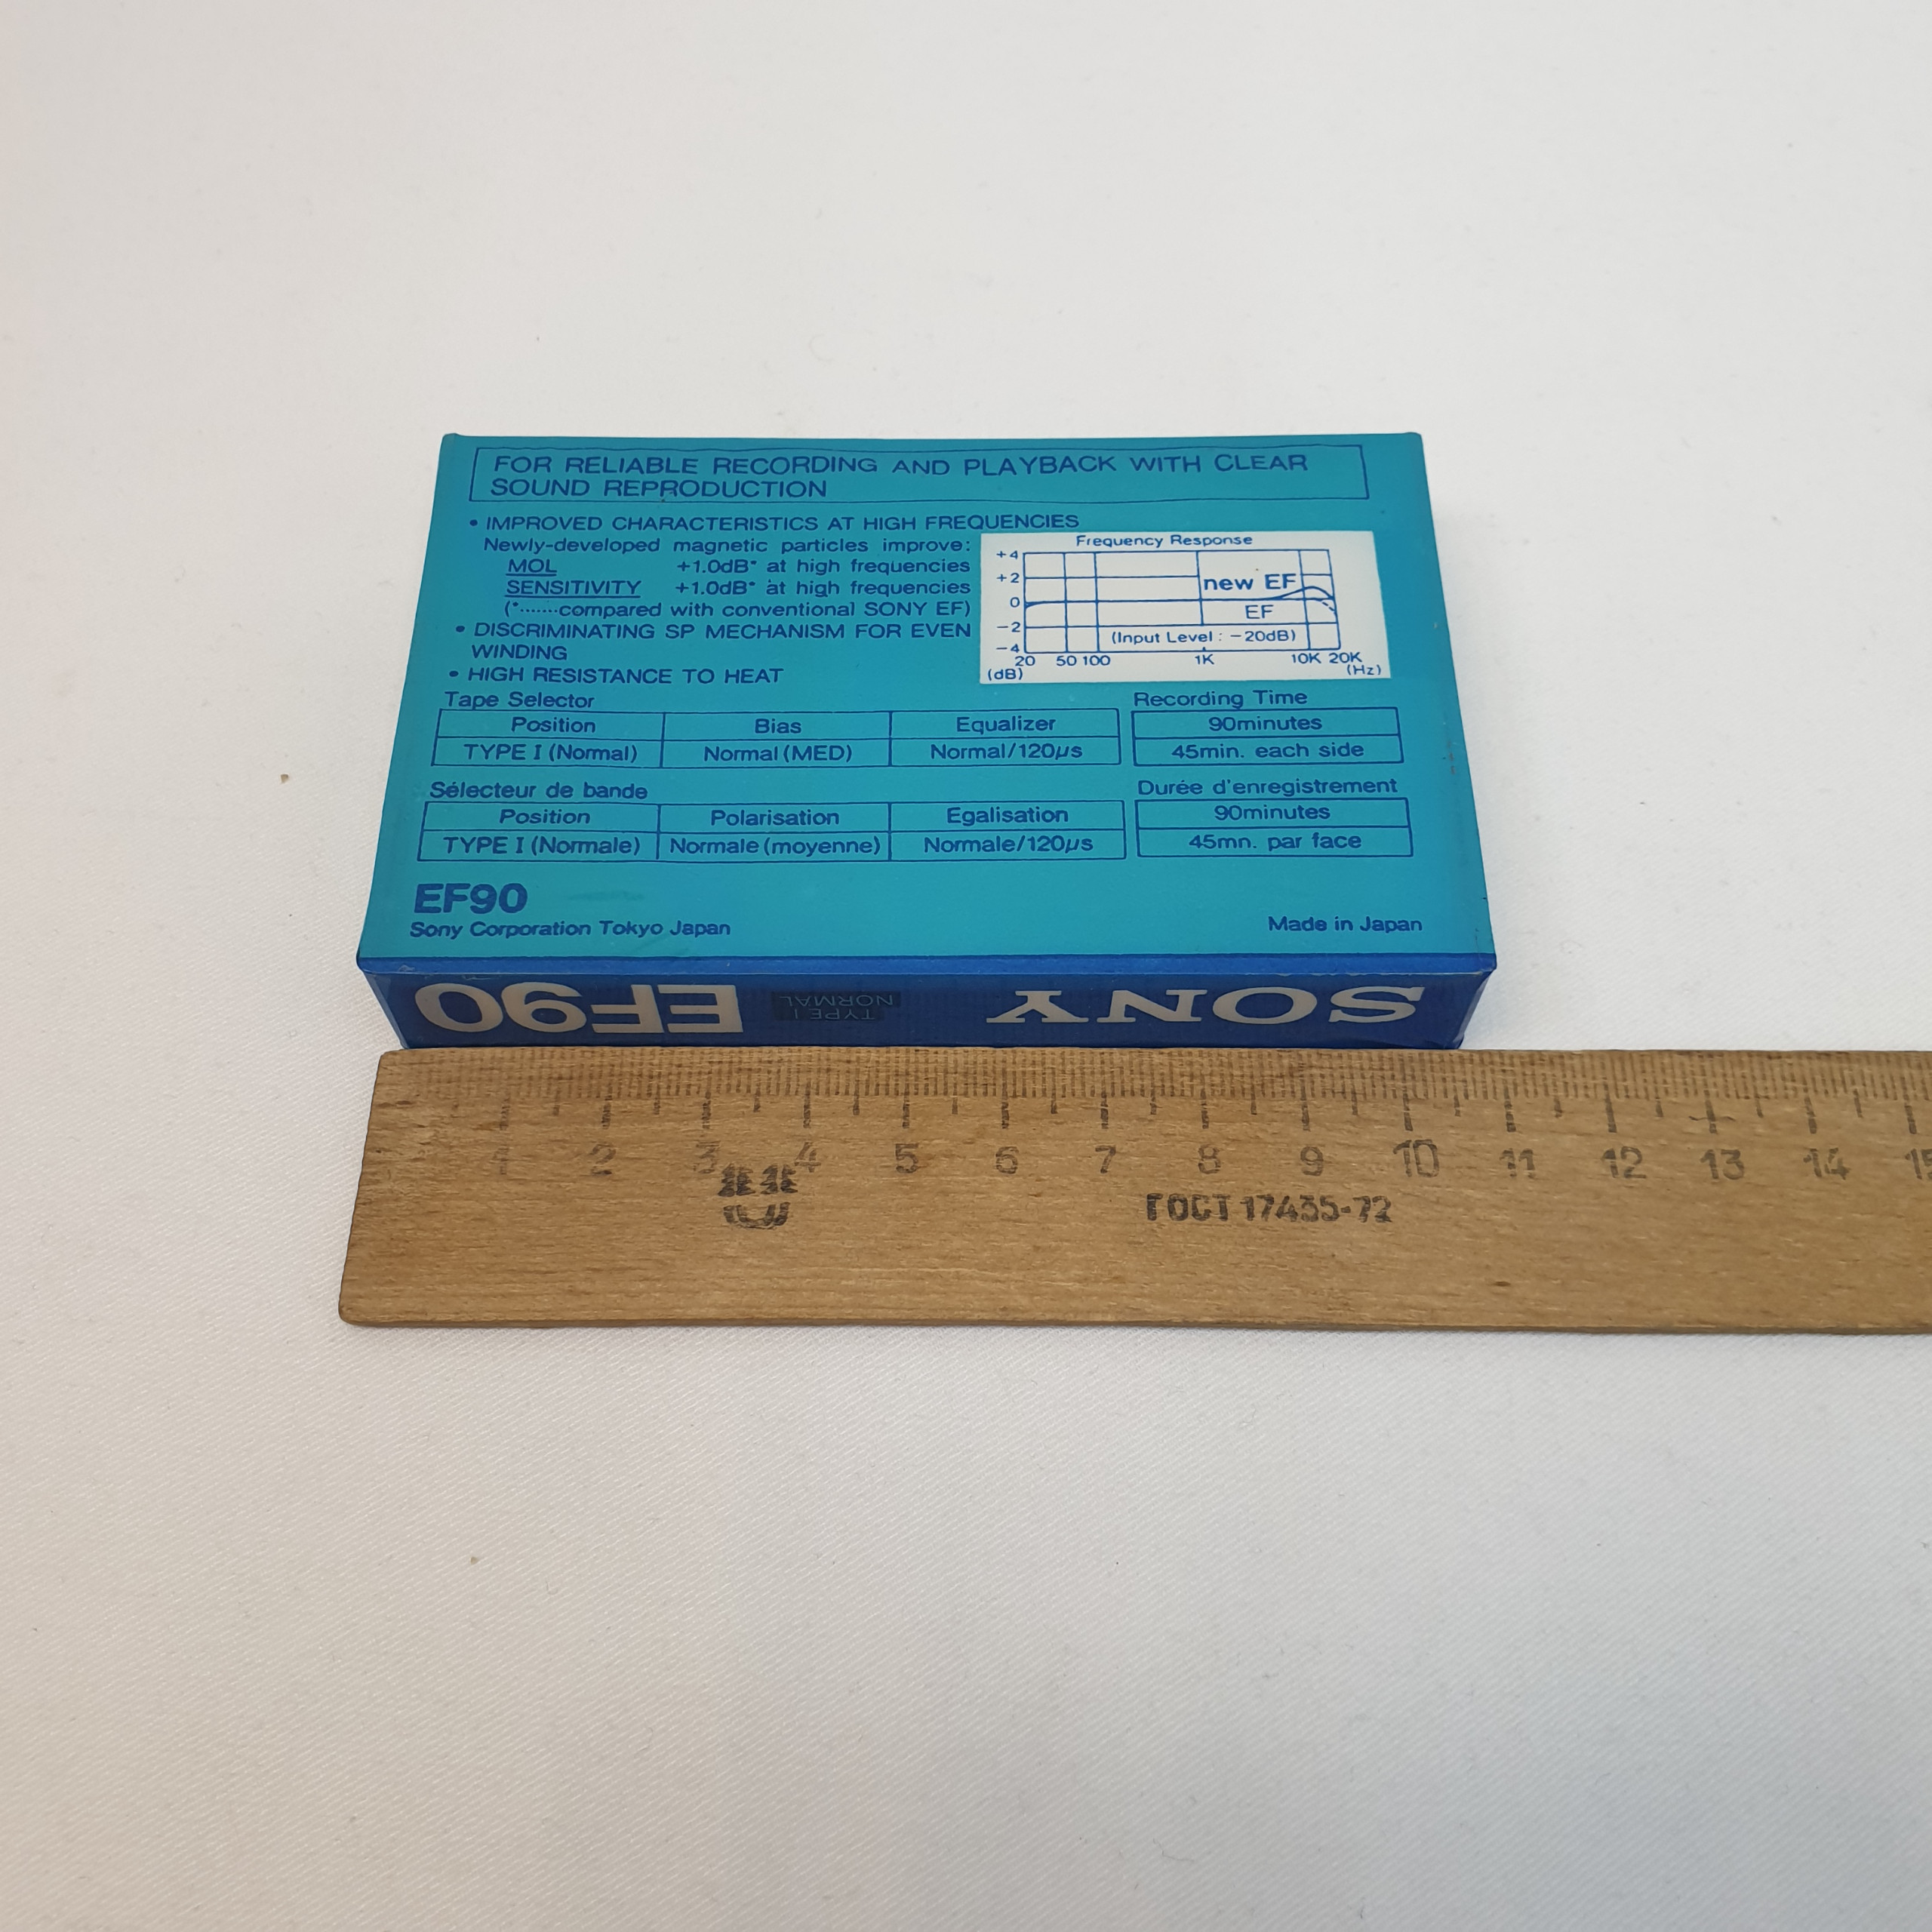 FOR RELIABLE RECORDING AND PLAYBACK WITH CLEAR
SOUND REPRODUCTION
• IMPROVED CHARACTERISTICS AT HIGH FREQUENCIES
Newly-developed magnetic particles improve:
MOL +1.0dB* at high frequencies
SENSITIVITY +1.0dB* at high frequencies
(*.......compared with conventional SONY EF)
• DISCRIMINATING SP MECHANISM FOR EVEN
WINDING
• HIGH RESISTANCE TO HEAT
Frequency Response
+4
+2
0
−2
−4
new EF
EF
(Input Level : −20dB)
20 50 100 1K 10K 20K
(dB) (Hz)
Tape Selector
Position Bias Equalizer
TYPE I (Normal) Normal (MED) Normal/120µs
Recording Time
90minutes
45min. each side
Sélecteur de bande
Position Polarisation Egalisation
TYPE I (Normale) Normale (moyenne) Normale/120µs
Durée d'enregistrement
90minutes
45mn. par face
EF90
Sony Corporation Tokyo Japan
Made in Japan
SONY
TYPE I
NORMAL
EF90
1 2 3 4 5 6 7 8 9 10 11 12 13 14 15
ГОСТ 17435-72